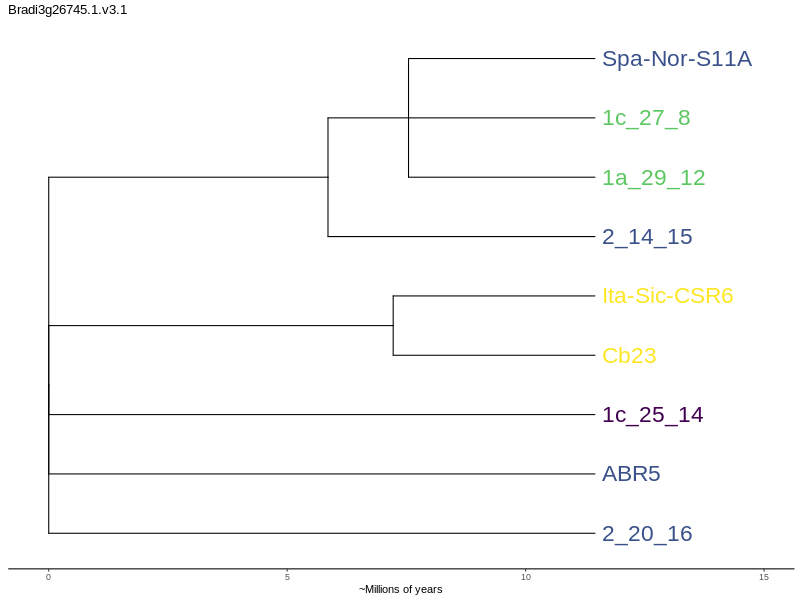 Bradi3g26745.1.v3.1
Spa-Nor-S11A
1c_27_8
1a_29_12
2_14_15
Ita-Sic-CSR6
Cb23
1c_25_14
ABR5
2_20_16
0 5 10 15
~Millions of years